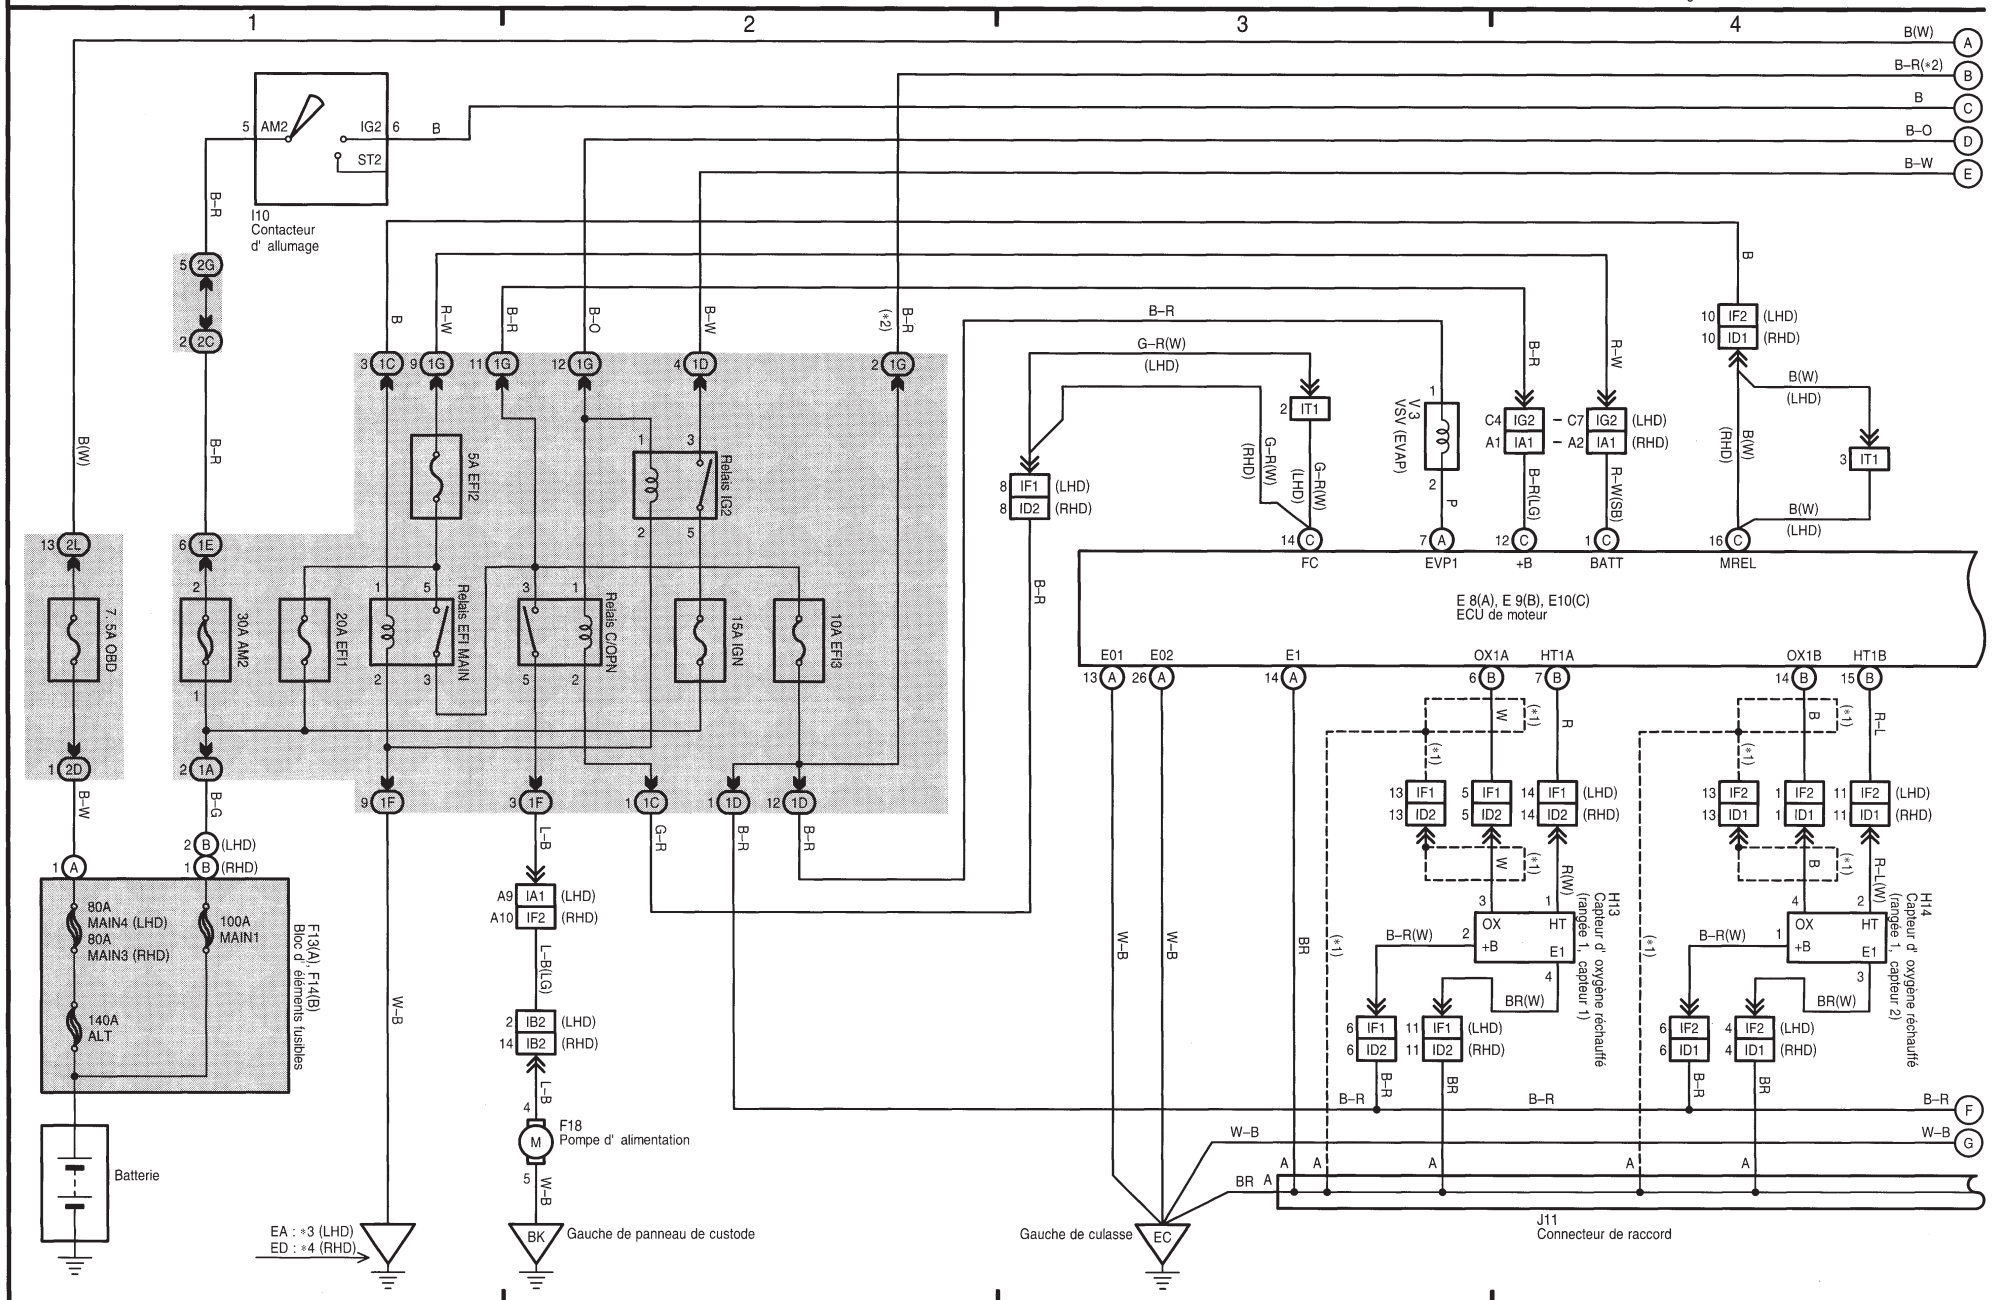 1 2 3 4
B(W) A
B–R(*2) B
B C
B–O D
B–W E
5 AM2 IG2 6 B
ST2
I10
Contacteur
d' allumage
B–R
5 2G
2 2C
B–R
B(W)
B R–W B–R B–O B–W B–R (*2)
3 1C 9 1G 11 1G 12 1G 4 1D 2 1G
B–R
G–R(W)
(LHD)
2 IT1
G–R(W) (RHD)
G–R(W) (LHD)
8 IF1 (LHD)
8 ID2 (RHD)
B–R
1
V 3
VSV (EVAP)
2
P
B–R
R–W
C4 IG2 – C7 IG2 (LHD)
A1 IA1 – A2 IA1 (RHD)
B–R(LG)
R–W(SB)
B
10 IF2 (LHD)
10 ID1 (RHD)
B(W)
(LHD)
B(W) (RHD)
3 IT1
B(W)
(LHD)
5A EFI2
1 3
Relais IG2
2 5
13 2L
6 1E
2
7. 5A OBD
30A AM2
1
20A EFI1
1 5
Relais EFI MAIN
2 3
3 1
Relais C/OPN
5 2
15A IGN
10A EFI3
14 C 7 A 12 C 1 C 16 C
FC EVP1 +B BATT MREL
E 8(A), E 9(B), E10(C)
ECU de moteur
E01 E02 E1 OX1A HT1A OX1B HT1B
13 A 26 A 14 A 6 B 7 B 14 B 15 B
1 2D
2 1A
9 1F 3 1F 1 1C 1 1D 12 1D
B–W
B–G
2 B (LHD)
1 A 1 B (RHD)
80A
MAIN4 (LHD)
80A
MAIN3 (RHD)
100A
MAIN1
140A
ALT
F13(A), F14(B)
Bloc d' éléments fusibles
Batterie
W–B
L–B
G–R
B–R
B–R
A9 IA1 (LHD)
A10 IF2 (RHD)
L–B(LG)
2 IB2 (LHD)
14 IB2 (RHD)
L–B
4
M
F18
Pompe d' alimentation
5
W–B
W–B
W–B
BR
(*1)
W (*1)
R
(*1)
13 IF1 5 IF1 14 IF1 (LHD)
13 ID2 5 ID2 14 ID2 (RHD)
W (*1)
R(W)
3 1
OX HT
2 +B E1
4
B–R(W)
BR(W)
H13
Capteur d' oxygène réchauffé
(rangée 1, capteur 1)
6 IF1 11 IF1 (LHD)
6 ID2 11 ID2 (RHD)
B–R
BR
(*1)
B (*1)
R–L
(*1)
13 IF2 1 IF2 11 IF2 (LHD)
13 ID1 1 ID1 11 ID1 (RHD)
B (*1)
R–L(W)
4 2
OX HT
1 +B E1
3
B–R(W)
BR(W)
H14
Capteur d' oxygène réchauffé
(rangée 1, capteur 2)
6 IF2 4 IF2 (LHD)
6 ID1 4 ID1 (RHD)
B–R
BR
B–R B–R B–R F
W–B W–B G
A A A A
BR A
J11
Connecteur de raccord
EA : *3 (LHD)
ED : *4 (RHD)
BK
Gauche de panneau de custode
Gauche de culasse
EC